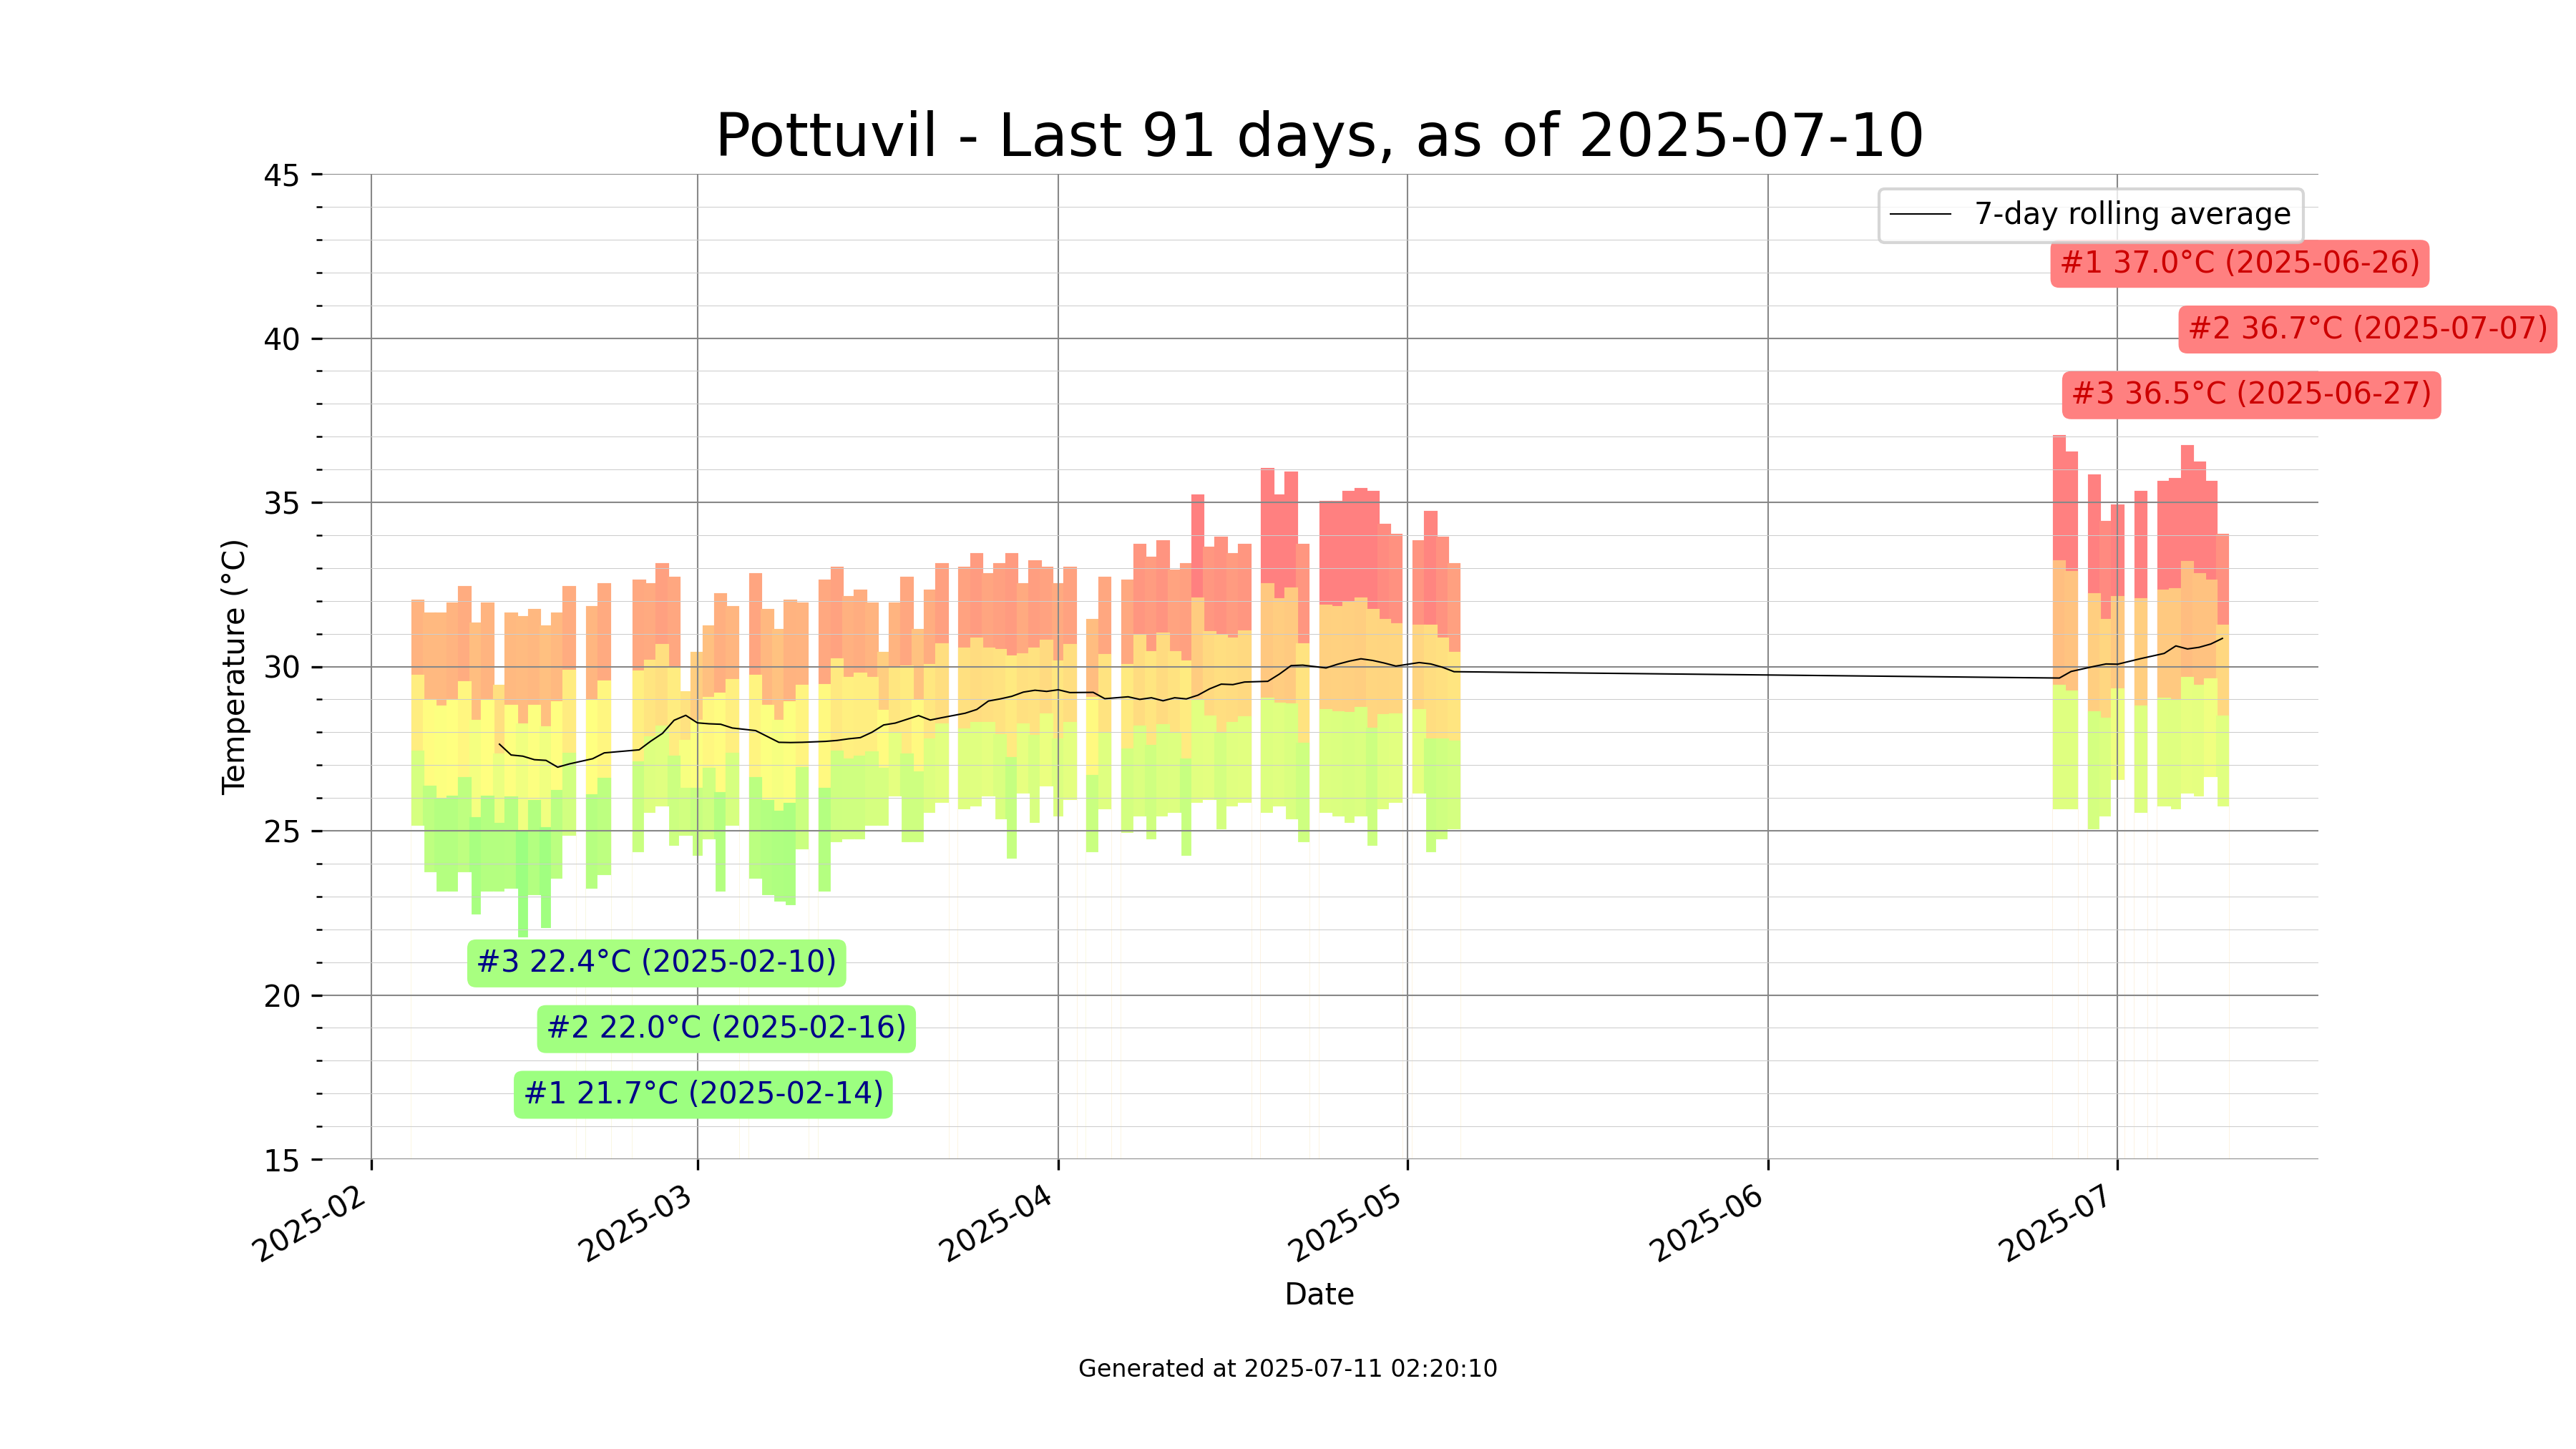 Pottuvil - Last 91 days, as of 2025-07-10
45
40
35
30
25
20
15
Temperature (°C)
7-day rolling average
#1 37.0°C (2025-06-26)
#2 36.7°C (2025-07-07)
#3 36.5°C (2025-06-27)
#3 22.4°C (2025-02-10)
#2 22.0°C (2025-02-16)
#1 21.7°C (2025-02-14)
2025-02
2025-03
2025-04
2025-05
2025-06
2025-07
Date
Generated at 2025-07-11 02:20:10